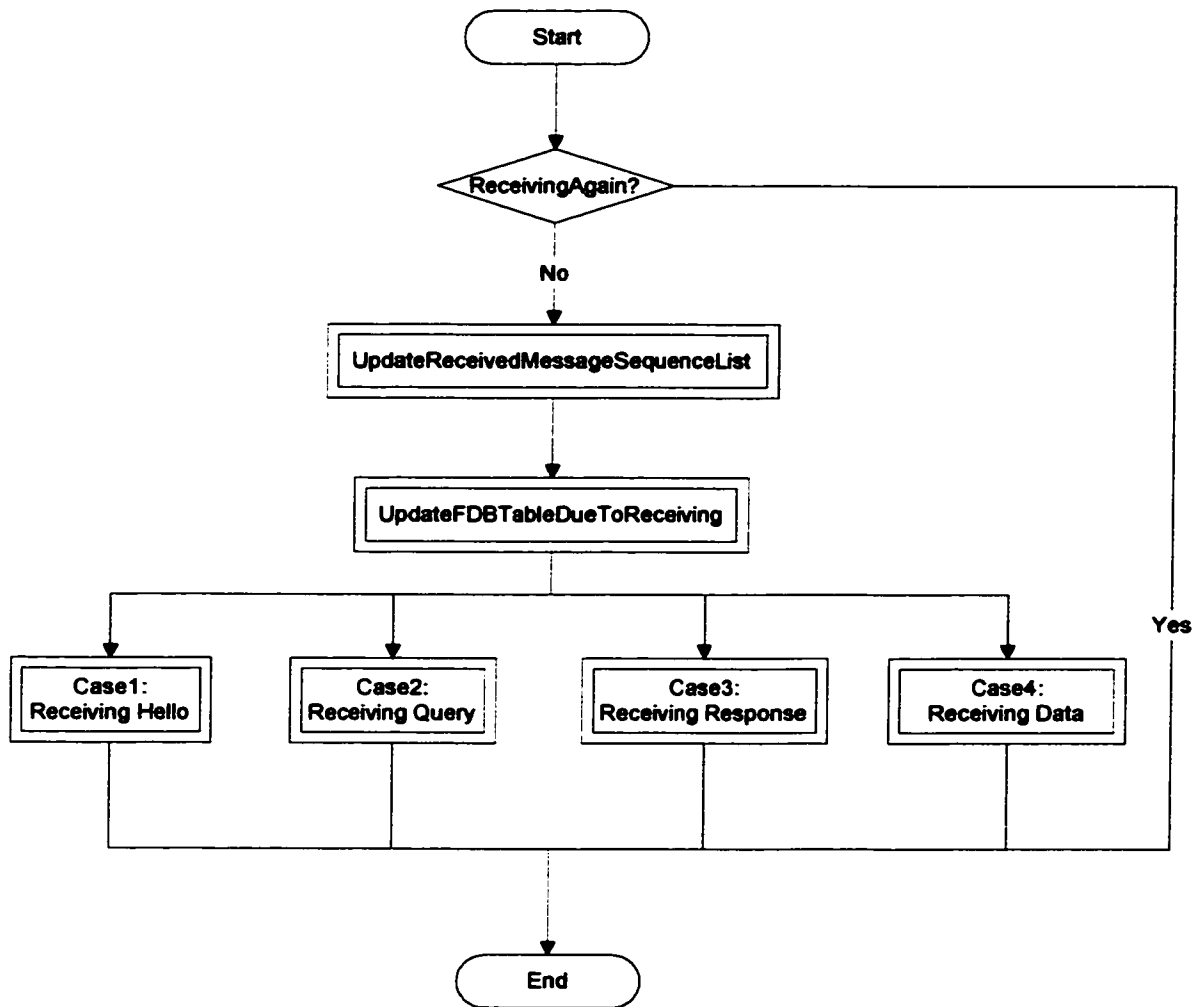 Start
ReceivingAgain?
No
UpdateReceivedMessageSequenceList
UpdateFDBTableDueToReceiving
Yes
Case1:
Receiving Hello
Case2:
Receiving Query
Case3:
Receiving Response
Case4:
Receiving Data
End